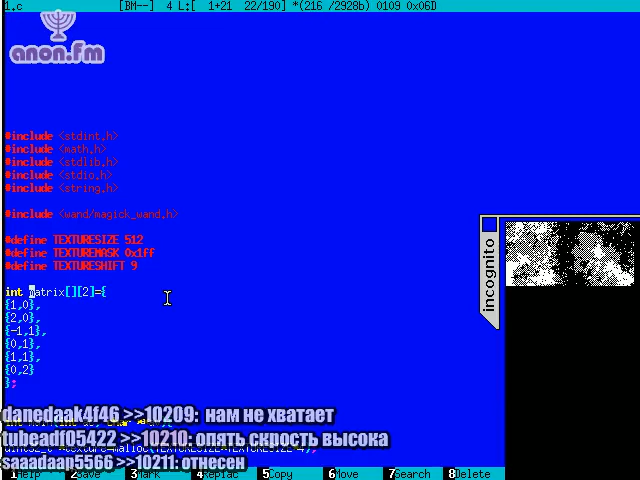 1.c [BM--] 4 L:[ 1+21 22/190] *(216 /2928b) 0109 0x06D
anon.fm
#include <stdint.h>
#include <math.h>
#include <stdlib.h>
#include <stdio.h>
#include <string.h>
#include <wand/magick_wand.h>
#define TEXTURESIZE 512
#define TEXTUREMASK 0x1ff
#define TEXTURESHIFT 9
int matrix[][2]={
{1,0},
{2,0},
{-1,1},
{0,1},
{1,1},
{0,2}
};
incognito
danedaak4f46 >>10209: нам не хватает
tubeadf05422 >>10210: опять скрость высока
saaadaap5566 >>10211: отнесен
1Help 2Save 3Mark 4Replac 5Copy 6Move 7Search 8Delete